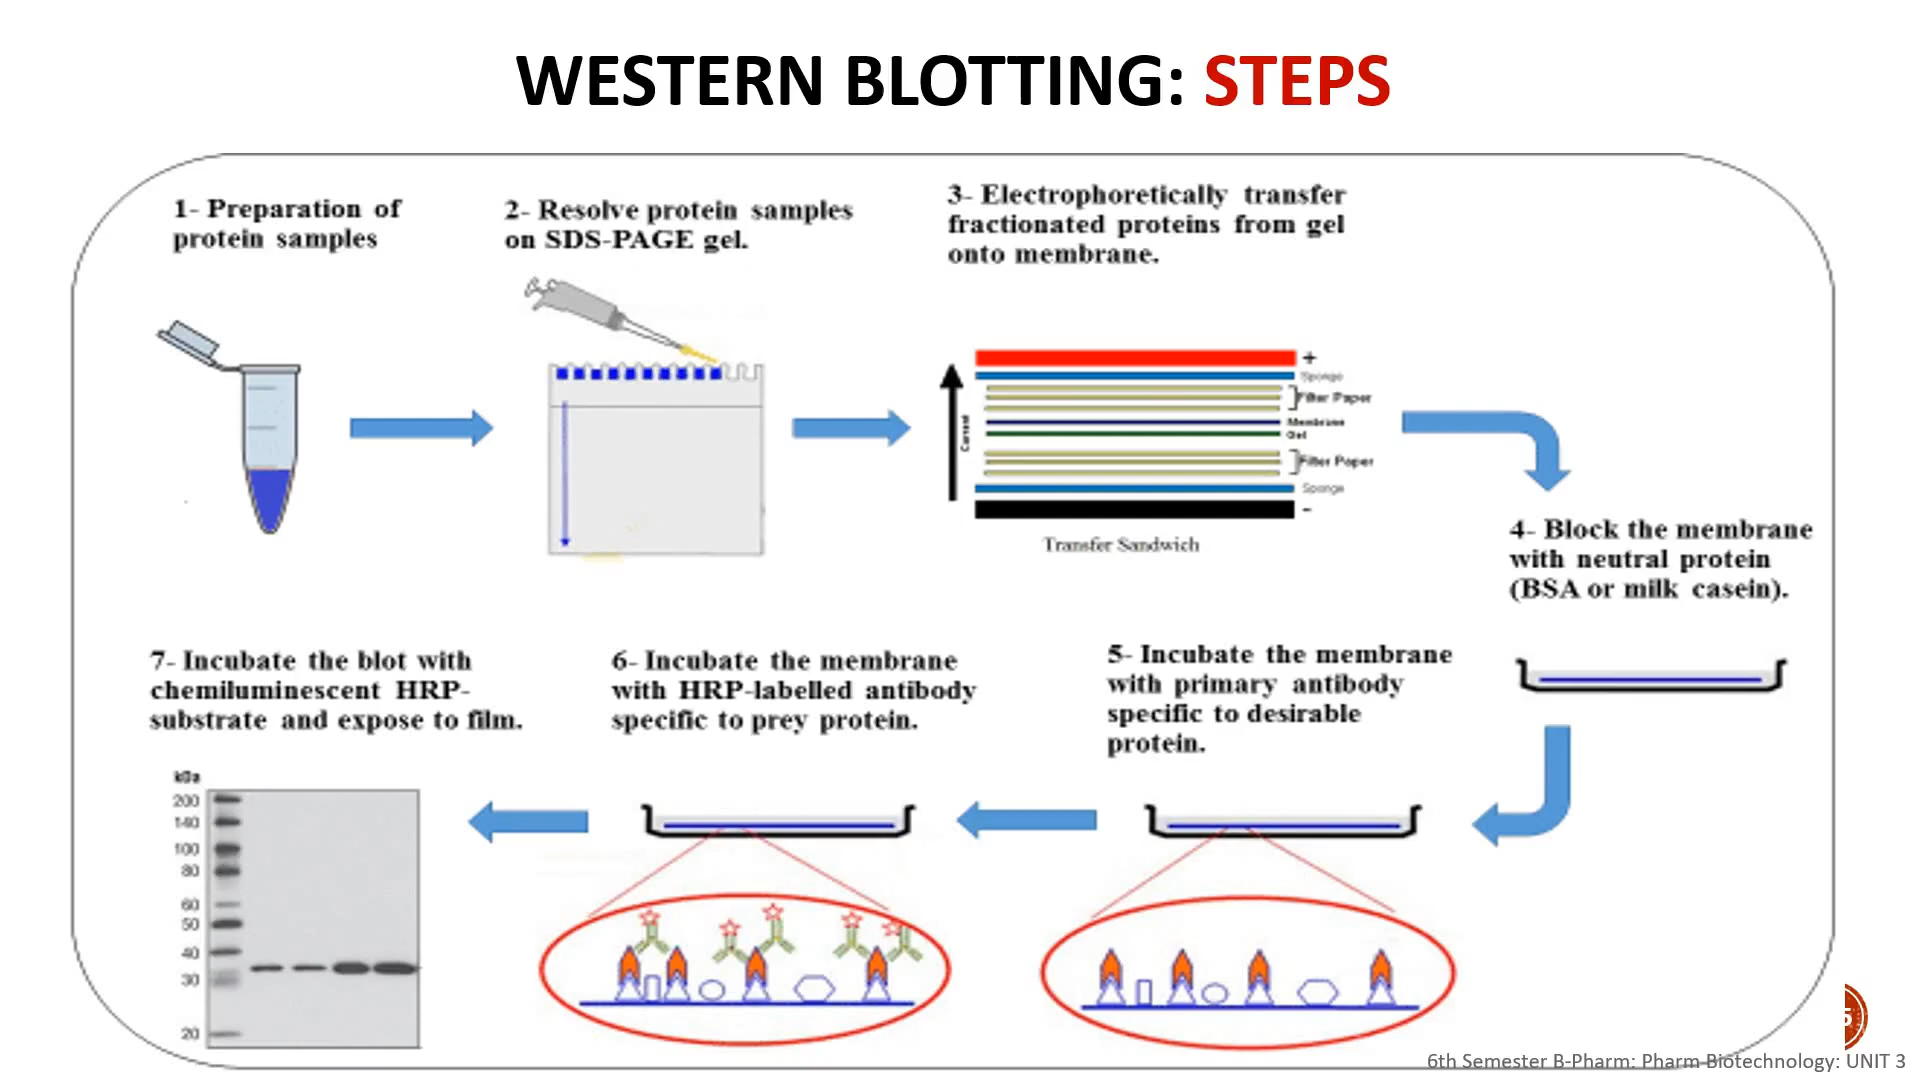 WESTERN BLOTTING: STEPS
1- Preparation of
protein samples
2- Resolve protein samples
on SDS-PAGE gel.
3- Electrophoretically transfer
fractionated proteins from gel
onto membrane.
+
Sponge
Filter Paper
Membrane
Gel
Filter Paper
Sponge
-
Current
Transfer Sandwich
4- Block the membrane
with neutral protein
(BSA or milk casein).
5- Incubate the membrane
with primary antibody
specific to desirable
protein.
6- Incubate the membrane
with HRP-labelled antibody
specific to prey protein.
7- Incubate the blot with
chemiluminescent HRP-
substrate and expose to film.
kDa
200
140
100
80
60
50
40
30
20
6th Semester B-Pharm: Pharm Biotechnology: UNIT 3